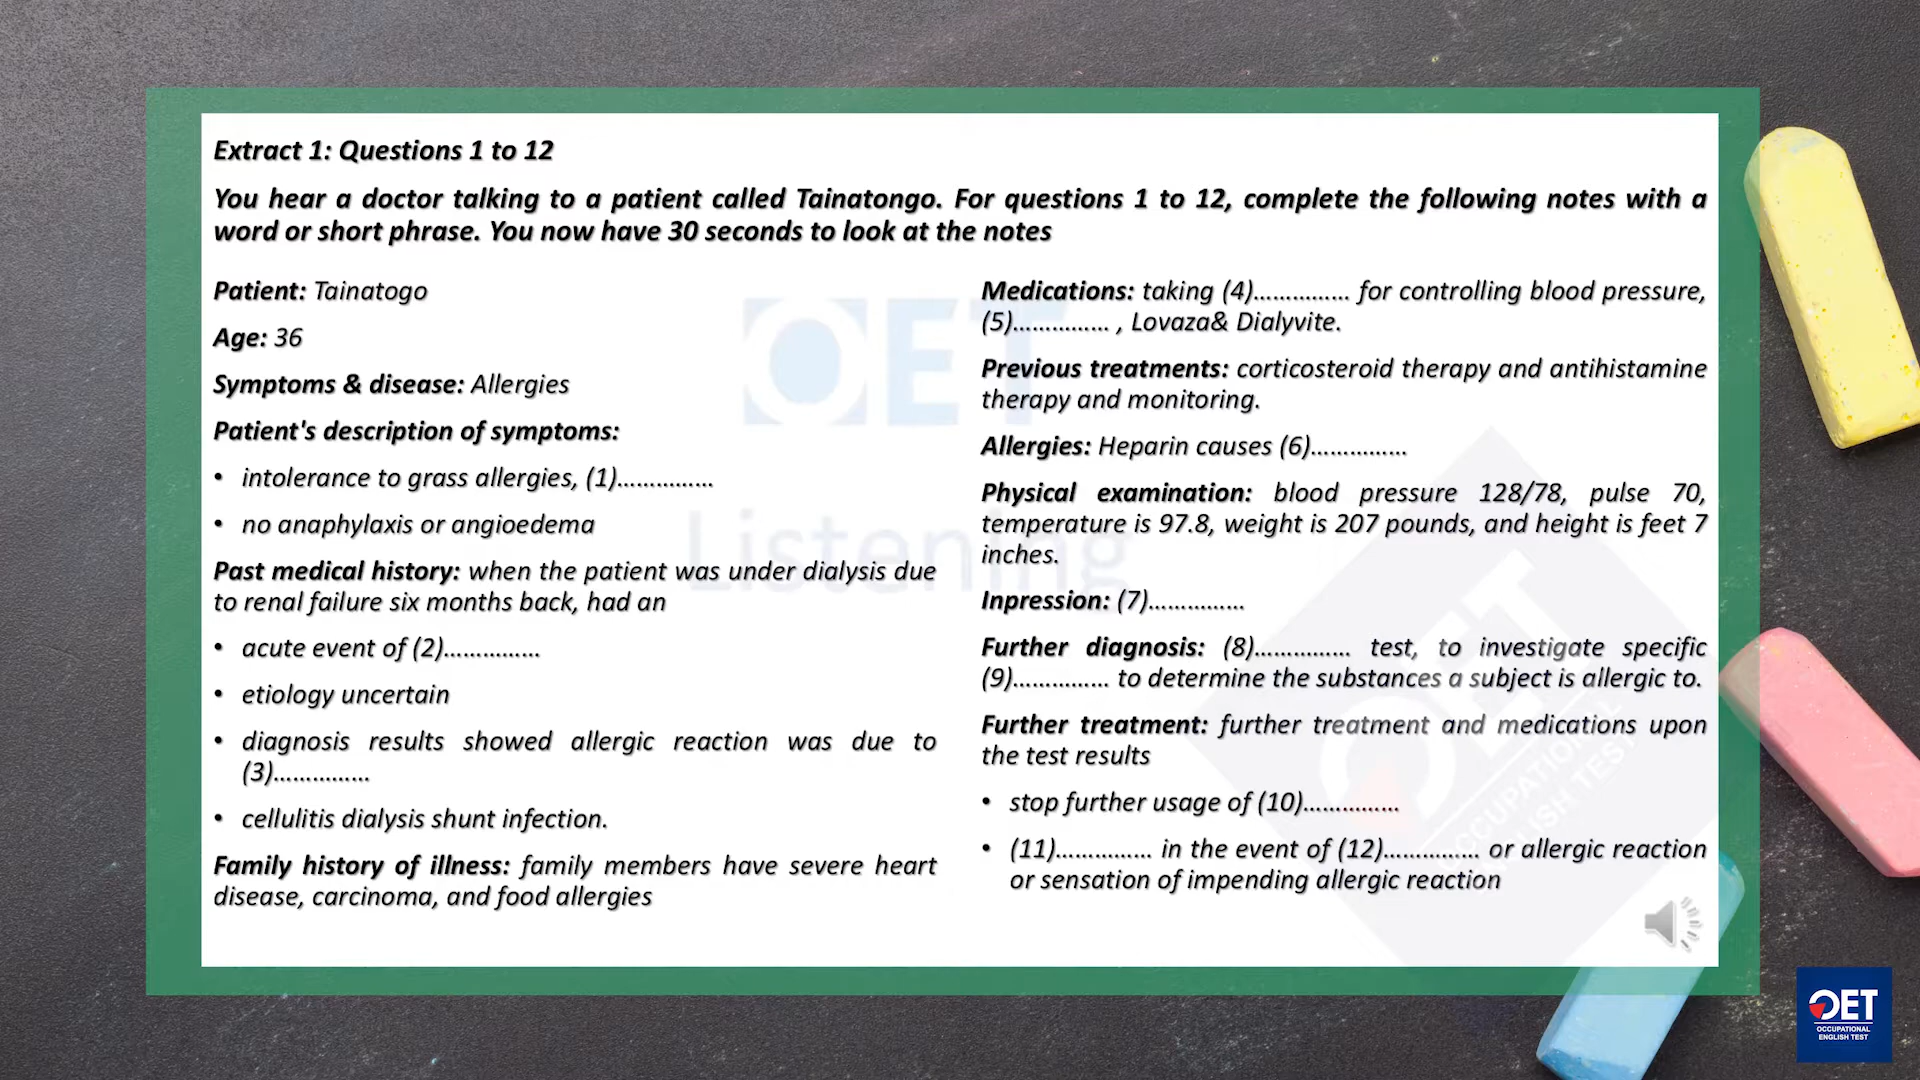 Extract 1: Questions 1 to 12
You hear a doctor talking to a patient called Tainatongo. For questions 1 to 12, complete the following notes with a
word or short phrase. You now have 30 seconds to look at the notes
Patient: Tainatogo
Age: 36
Symptoms & disease: Allergies
Patient's description of symptoms:
• intolerance to grass allergies, (1)...............
• no anaphylaxis or angioedema
Past medical history: when the patient was under dialysis due
to renal failure six months back, had an
• acute event of (2)...............
• etiology uncertain
• diagnosis results showed allergic reaction was due to
(3)...............
• cellulitis dialysis shunt infection.
Family history of illness: family members have severe heart
disease, carcinoma, and food allergies
Medications: taking (4)............... for controlling blood pressure,
(5)............... , Lovaza& Dialyvite.
Previous treatments: corticosteroid therapy and antihistamine
therapy and monitoring.
Allergies: Heparin causes (6)...............
Physical examination: blood pressure 128/78, pulse 70,
temperature is 97.8, weight is 207 pounds, and height is feet 7
inches.
Inpression: (7)...............
Further diagnosis: (8)............... test, to investigate specific
(9)............... to determine the substances a subject is allergic to.
Further treatment: further treatment and medications upon
the test results
• stop further usage of (10)...............
• (11)............... in the event of (12)............... or allergic reaction
or sensation of impending allergic reaction
OET
Listening
OET
OCCUPATIONAL
ENGLISH TEST
OET
OCCUPATIONAL
ENGLISH TEST